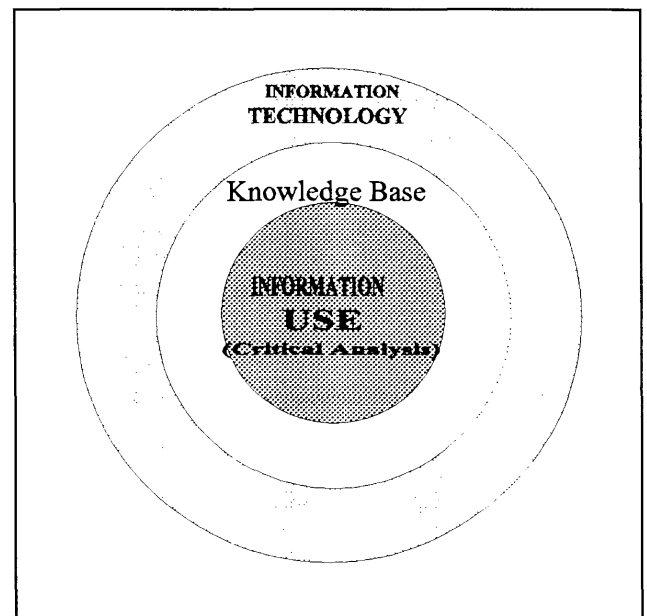 INFORMATION
TECHNOLOGY
Knowledge Base
INFORMATION
USE
(Critical Analysis)